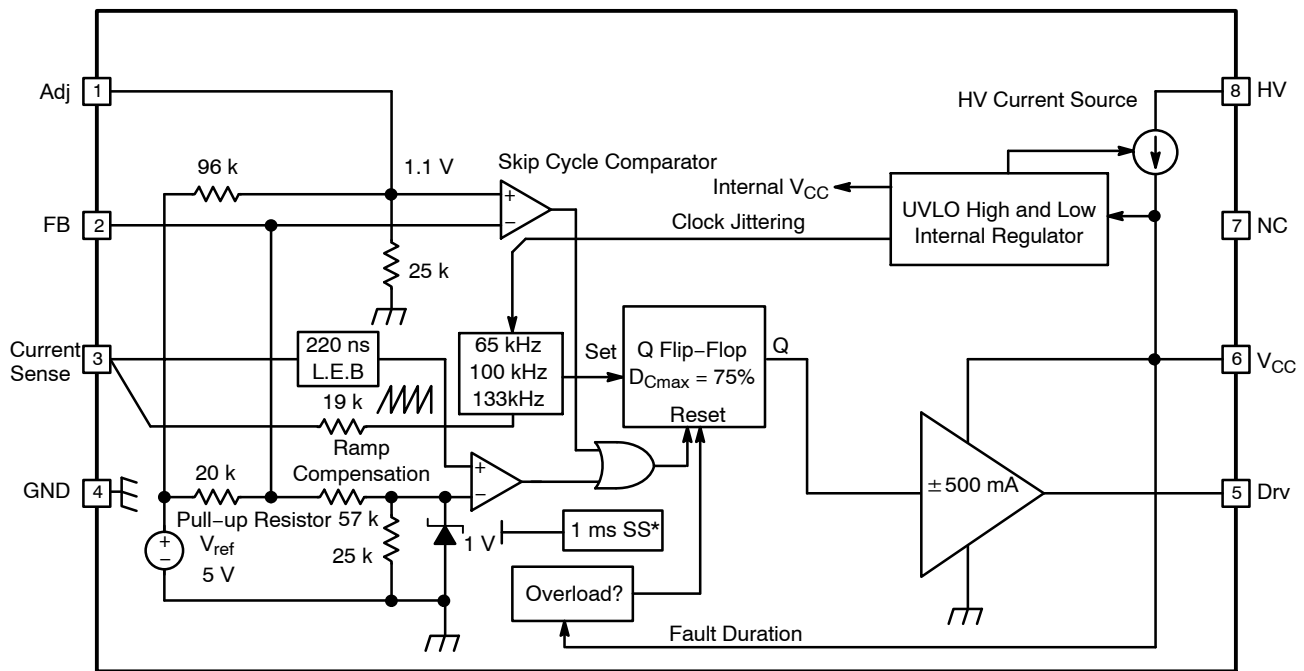 Adj
1
HV Current Source
8
HV
96 k
1.1 V
Skip Cycle Comparator
+
−
FB
2
Internal VCC
Clock Jittering
UVLO High and Low
Internal Regulator
7
NC
25 k
Current
Sense
3
220 ns
L.E.B
65 kHz
100 kHz
133kHz
Set
Q Flip−Flop
DCmax = 75%
Reset
Q
6
VCC
19 k
Ramp
Compensation
+
−
GND
4
20 k
Pull−up Resistor
57 k
±500 mA
5
Drv
+
−
Vref
5 V
25 k
1 V
1 ms SS*
Overload?
Fault Duration